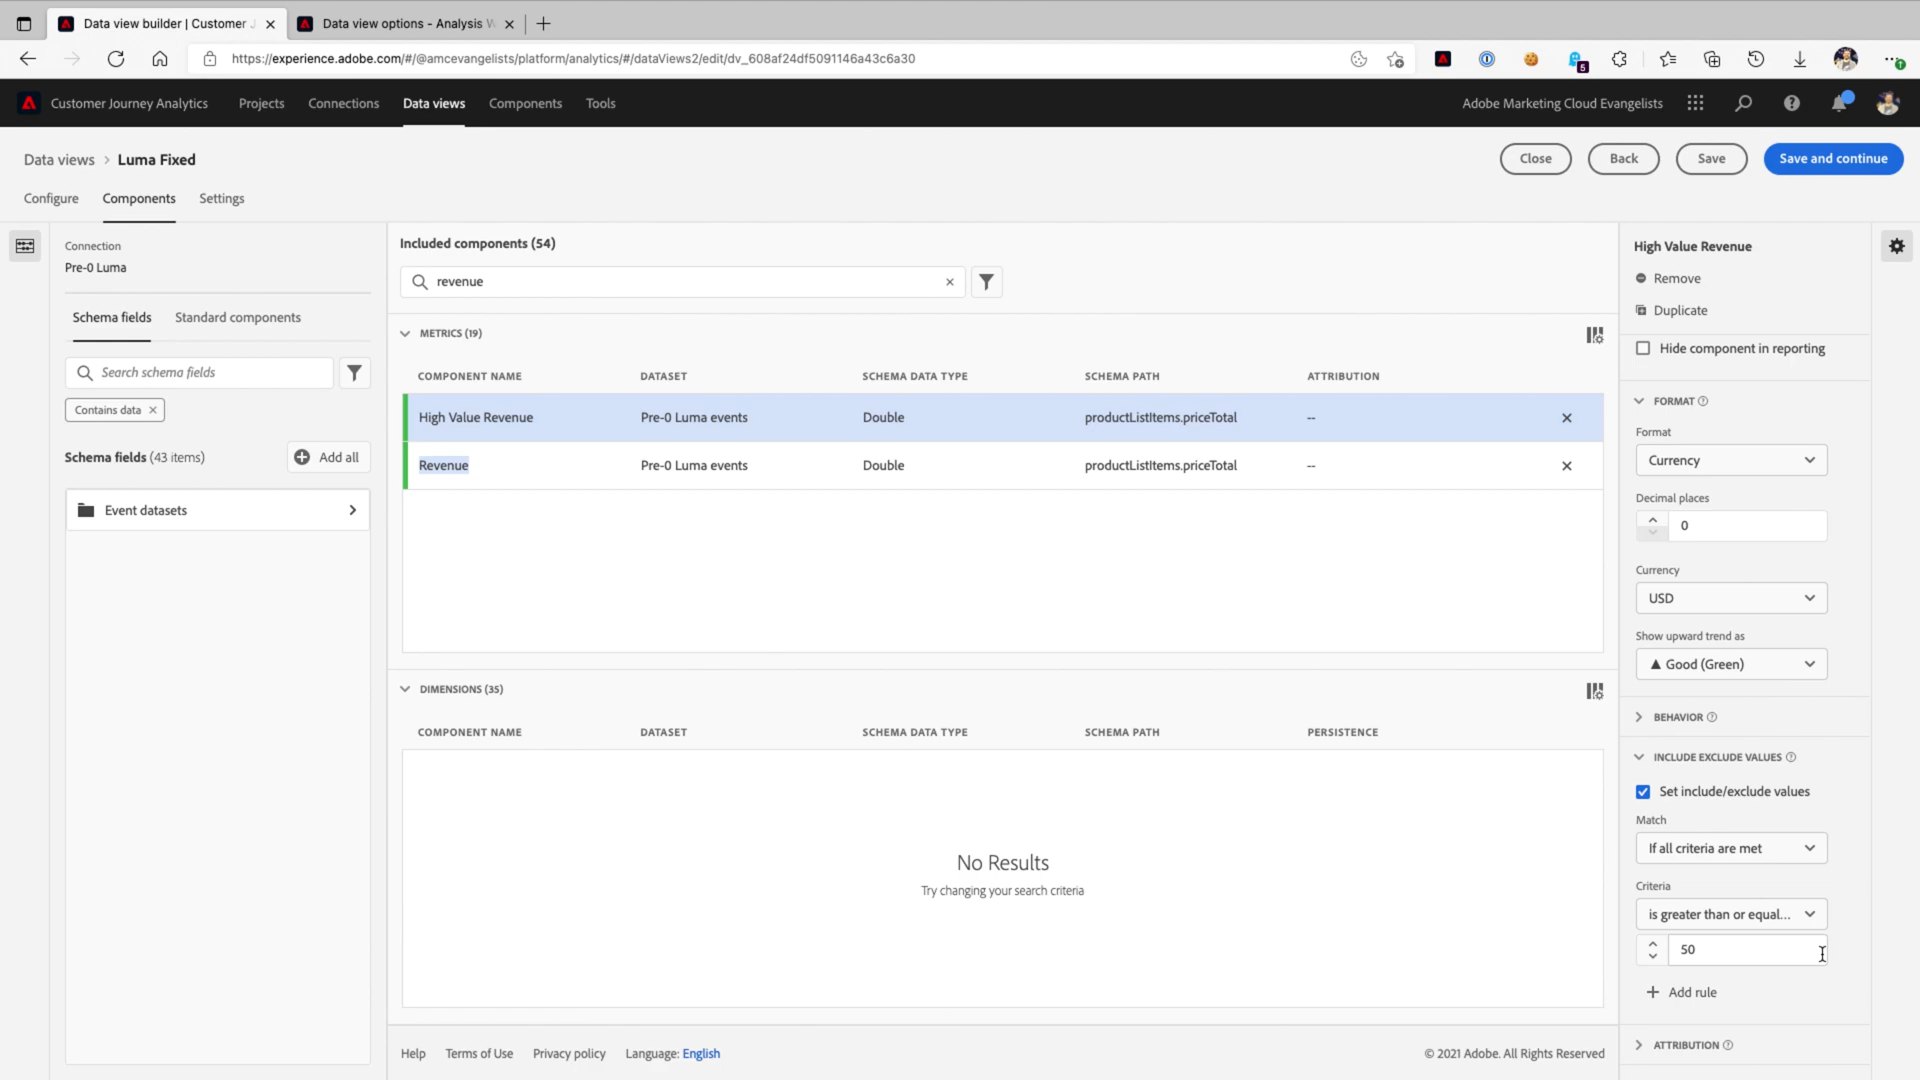 Data view builder | Customer J
Data view options - Analysis W
https://experience.adobe.com/#/@amcevangelists/platform/analytics/#/dataViews2/edit/dv_608af24df5091146a43c6a30
5
Customer Journey Analytics
Projects
Connections
Data views
Components
Tools
Adobe Marketing Cloud Evangelists
Data views > Luma Fixed
Close
Back
Save
Save and continue
Configure
Components
Settings
Connection
Pre-0 Luma
Schema fields
Standard components
Search schema fields
Contains data
Schema fields (43 items)
Add all
Event datasets
Included components (54)
revenue
METRICS (19)
COMPONENT NAME DATASET SCHEMA DATA TYPE SCHEMA PATH ATTRIBUTION
High Value Revenue Pre-0 Luma events Double productListItems.priceTotal --
Revenue Pre-0 Luma events Double productListItems.priceTotal --
DIMENSIONS (35)
COMPONENT NAME DATASET SCHEMA DATA TYPE SCHEMA PATH PERSISTENCE
No Results
Try changing your search criteria
Help
Terms of Use
Privacy policy
Language: English
© 2021 Adobe. All Rights Reserved
High Value Revenue
Remove
Duplicate
Hide component in reporting
FORMAT
Format
Currency
Decimal places
0
Currency
USD
Show upward trend as
▲ Good (Green)
BEHAVIOR
INCLUDE EXCLUDE VALUES
Set include/exclude values
Match
If all criteria are met
Criteria
is greater than or equal...
50
Add rule
ATTRIBUTION